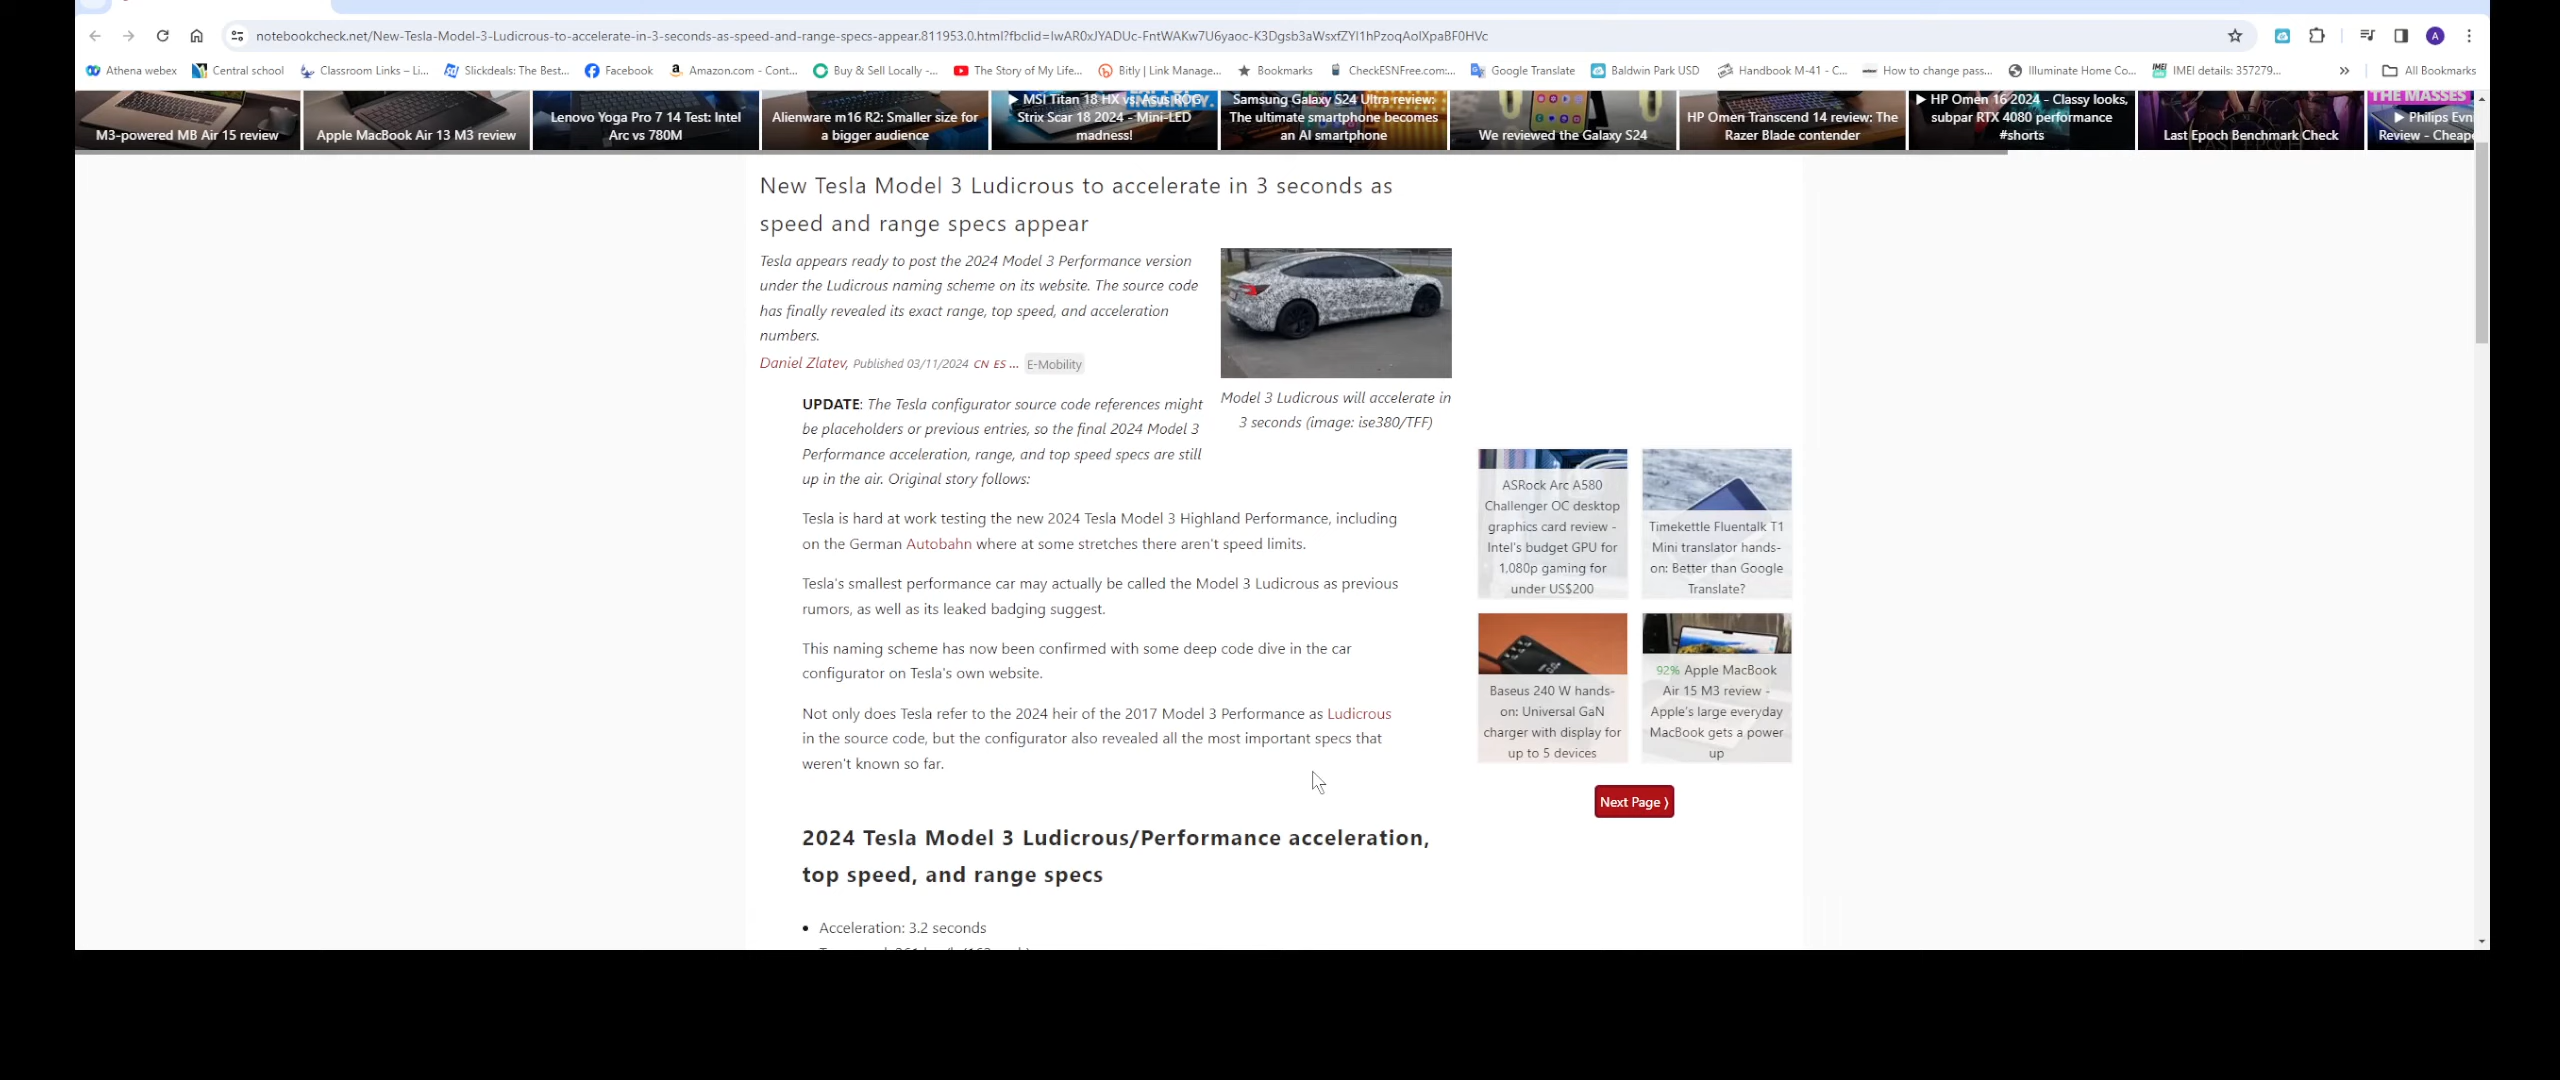 notebookcheck.net/New-Tesla-Model-3-Ludicrous-to-accelerate-in-3-seconds-as-speed-and-range-specs-appear.811953.0.html?fbclid=IwAR0xJYADUc-FntWAKw7U6yaoc-K3Dgsb3aWsxfZYl1hPzoqAolXpaBF0HVc
A
Athena webex Central school Classroom Links – Li... Slickdeals: The Best... Facebook Amazon.com - Cont... Buy & Sell Locally -... The Story of My Life... Bitly | Link Manage... Bookmarks CheckESNFree.com:... Google Translate Baldwin Park USD Handbook M-41 - C... How to change pass... Illuminate Home Co... IMEI details: 357279... » All Bookmarks
M3-powered MB Air 15 review
Apple MacBook Air 13 M3 review
Lenovo Yoga Pro 7 14 Test: Intel
Arc vs 780M
Alienware m16 R2: Smaller size for
a bigger audience
▶ MSI Titan 18 HX vs. Asus ROG
Strix Scar 18 2024 - Mini-LED
madness!
Samsung Galaxy S24 Ultra review:
The ultimate smartphone becomes
an AI smartphone
We reviewed the Galaxy S24
HP Omen Transcend 14 review: The
Razer Blade contender
▶ HP Omen 16 2024 - Classy looks,
subpar RTX 4080 performance
#shorts
Last Epoch Benchmark Check
THE MASSES
▶ Philips Evni
Review - Cheap
New Tesla Model 3 Ludicrous to accelerate in 3 seconds as
speed and range specs appear
Tesla appears ready to post the 2024 Model 3 Performance version
under the Ludicrous naming scheme on its website. The source code
has finally revealed its exact range, top speed, and acceleration
numbers.
Daniel Zlatev, Published 03/11/2024 CN ES ... E-Mobility
Model 3 Ludicrous will accelerate in
3 seconds (image: ise380/TFF)
UPDATE: The Tesla configurator source code references might
be placeholders or previous entries, so the final 2024 Model 3
Performance acceleration, range, and top speed specs are still
up in the air. Original story follows:
Tesla is hard at work testing the new 2024 Tesla Model 3 Highland Performance, including
on the German Autobahn where at some stretches there aren't speed limits.
Tesla's smallest performance car may actually be called the Model 3 Ludicrous as previous
rumors, as well as its leaked badging suggest.
This naming scheme has now been confirmed with some deep code dive in the car
configurator on Tesla's own website.
Not only does Tesla refer to the 2024 heir of the 2017 Model 3 Performance as Ludicrous
in the source code, but the configurator also revealed all the most important specs that
weren't known so far.
2024 Tesla Model 3 Ludicrous/Performance acceleration,
top speed, and range specs
• Acceleration: 3.2 seconds
ASRock Arc A580
Challenger OC desktop
graphics card review -
Intel's budget GPU for
1,080p gaming for
under US$200
Timekettle Fluentalk T1
Mini translator hands-
on: Better than Google
Translate?
Baseus 240 W hands-
on: Universal GaN
charger with display for
up to 5 devices
92% Apple MacBook
Air 15 M3 review -
Apple's large everyday
MacBook gets a power
up
Next Page ⟩